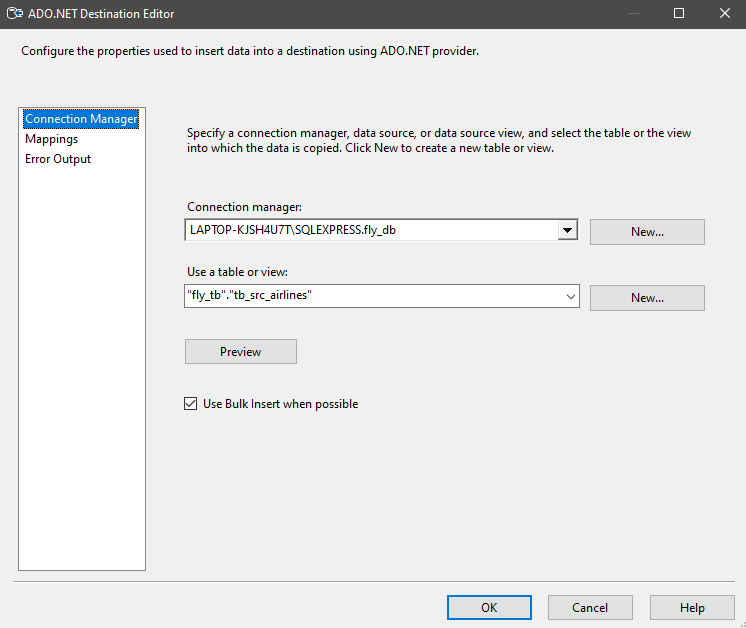 ADO.NET Destination Editor
Configure the properties used to insert data into a destination using ADO.NET provider.
Connection Manager
Mappings
Error Output
Specify a connection manager, data source, or data source view, and select the table or the view
into which the data is copied. Click New to create a new table or view.
Connection manager:
LAPTOP-KJSH4U7T\SQLEXPRESS.fly_db
New...
Use a table or view:
"fly_tb"."tb_src_airlines"
New...
Preview
Use Bulk Insert when possible
OK
Cancel
Help